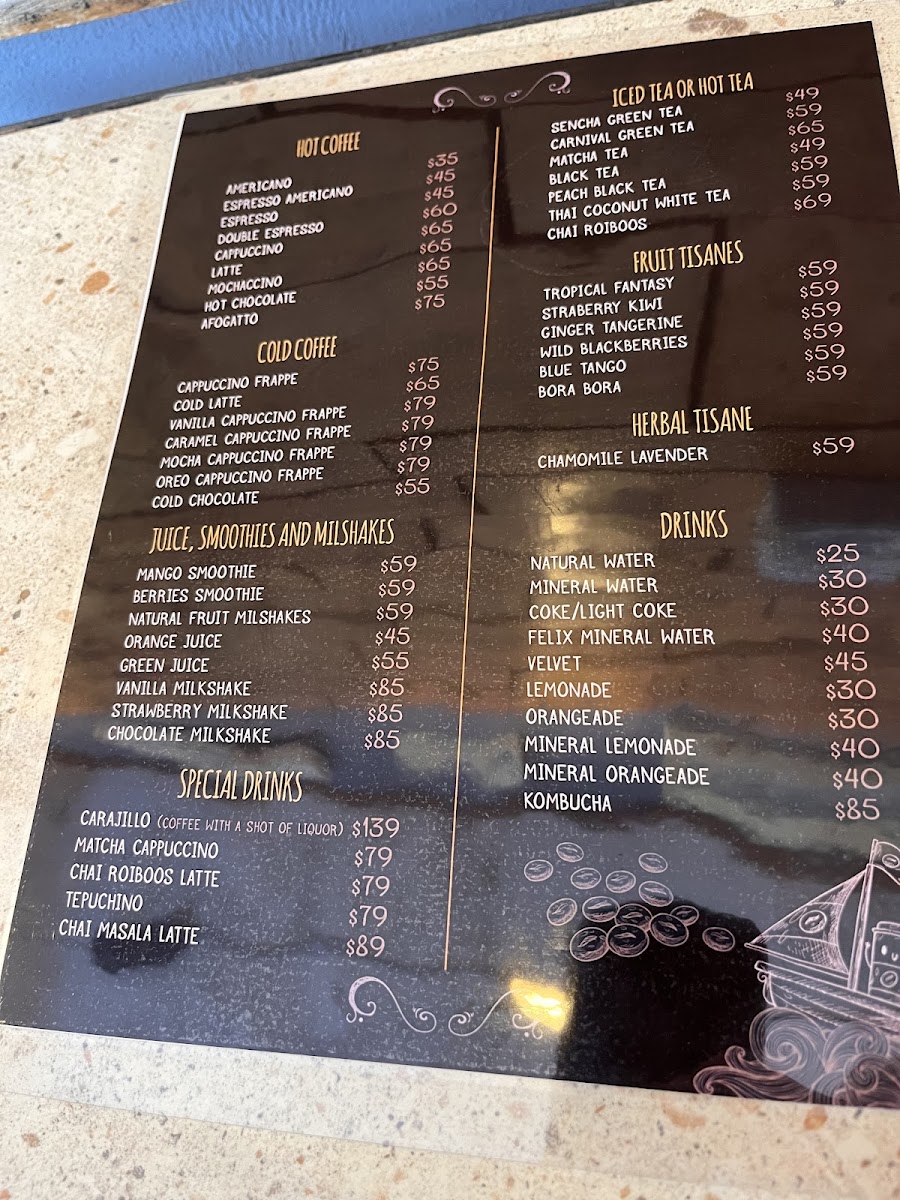 HOT COFFEE
AMERICANO $35
ESPRESSO AMERICANO $45
ESPRESSO $45
DOUBLE ESPRESSO $60
CAPPUCCINO $65
LATTE $65
MOCHACCINO $65
HOT CHOCOLATE $55
AFOGATTO $75
COLD COFFEE
CAPPUCCINO FRAPPE $75
COLD LATTE $65
VANILLA CAPPUCCINO FRAPPE $79
CARAMEL CAPPUCCINO FRAPPE $79
MOCHA CAPPUCCINO FRAPPE $79
OREO CAPPUCCINO FRAPPE $79
COLD CHOCOLATE $55
JUICE, SMOOTHIES AND MILSHAKES
MANGO SMOOTHIE $59
BERRIES SMOOTHIE $59
NATURAL FRUIT MILSHAKES $59
ORANGE JUICE $45
GREEN JUICE $55
VANILLA MILKSHAKE $85
STRAWBERRY MILKSHAKE $85
CHOCOLATE MILKSHAKE $85
SPECIAL DRINKS
CARAJILLO (COFFEE WITH A SHOT OF LIQUOR) $139
MATCHA CAPPUCCINO $79
CHAI ROIBOOS LATTE $79
TEPUCHINO $79
CHAI MASALA LATTE $89
ICED TEA OR HOT TEA
SENCHA GREEN TEA $49
CARNIVAL GREEN TEA $59
MATCHA TEA $65
BLACK TEA $49
PEACH BLACK TEA $59
THAI COCONUT WHITE TEA $59
CHAI ROIBOOS $69
FRUIT TISANES
TROPICAL FANTASY $59
STRABERRY KIWI $59
GINGER TANGERINE $59
WILD BLACKBERRIES $59
BLUE TANGO $59
BORA BORA $59
HERBAL TISANE
CHAMOMILE LAVENDER $59
DRINKS
NATURAL WATER $25
MINERAL WATER $30
COKE/LIGHT COKE $30
FELIX MINERAL WATER $40
VELVET $45
LEMONADE $30
ORANGEADE $30
MINERAL LEMONADE $40
MINERAL ORANGEADE $40
KOMBUCHA $85